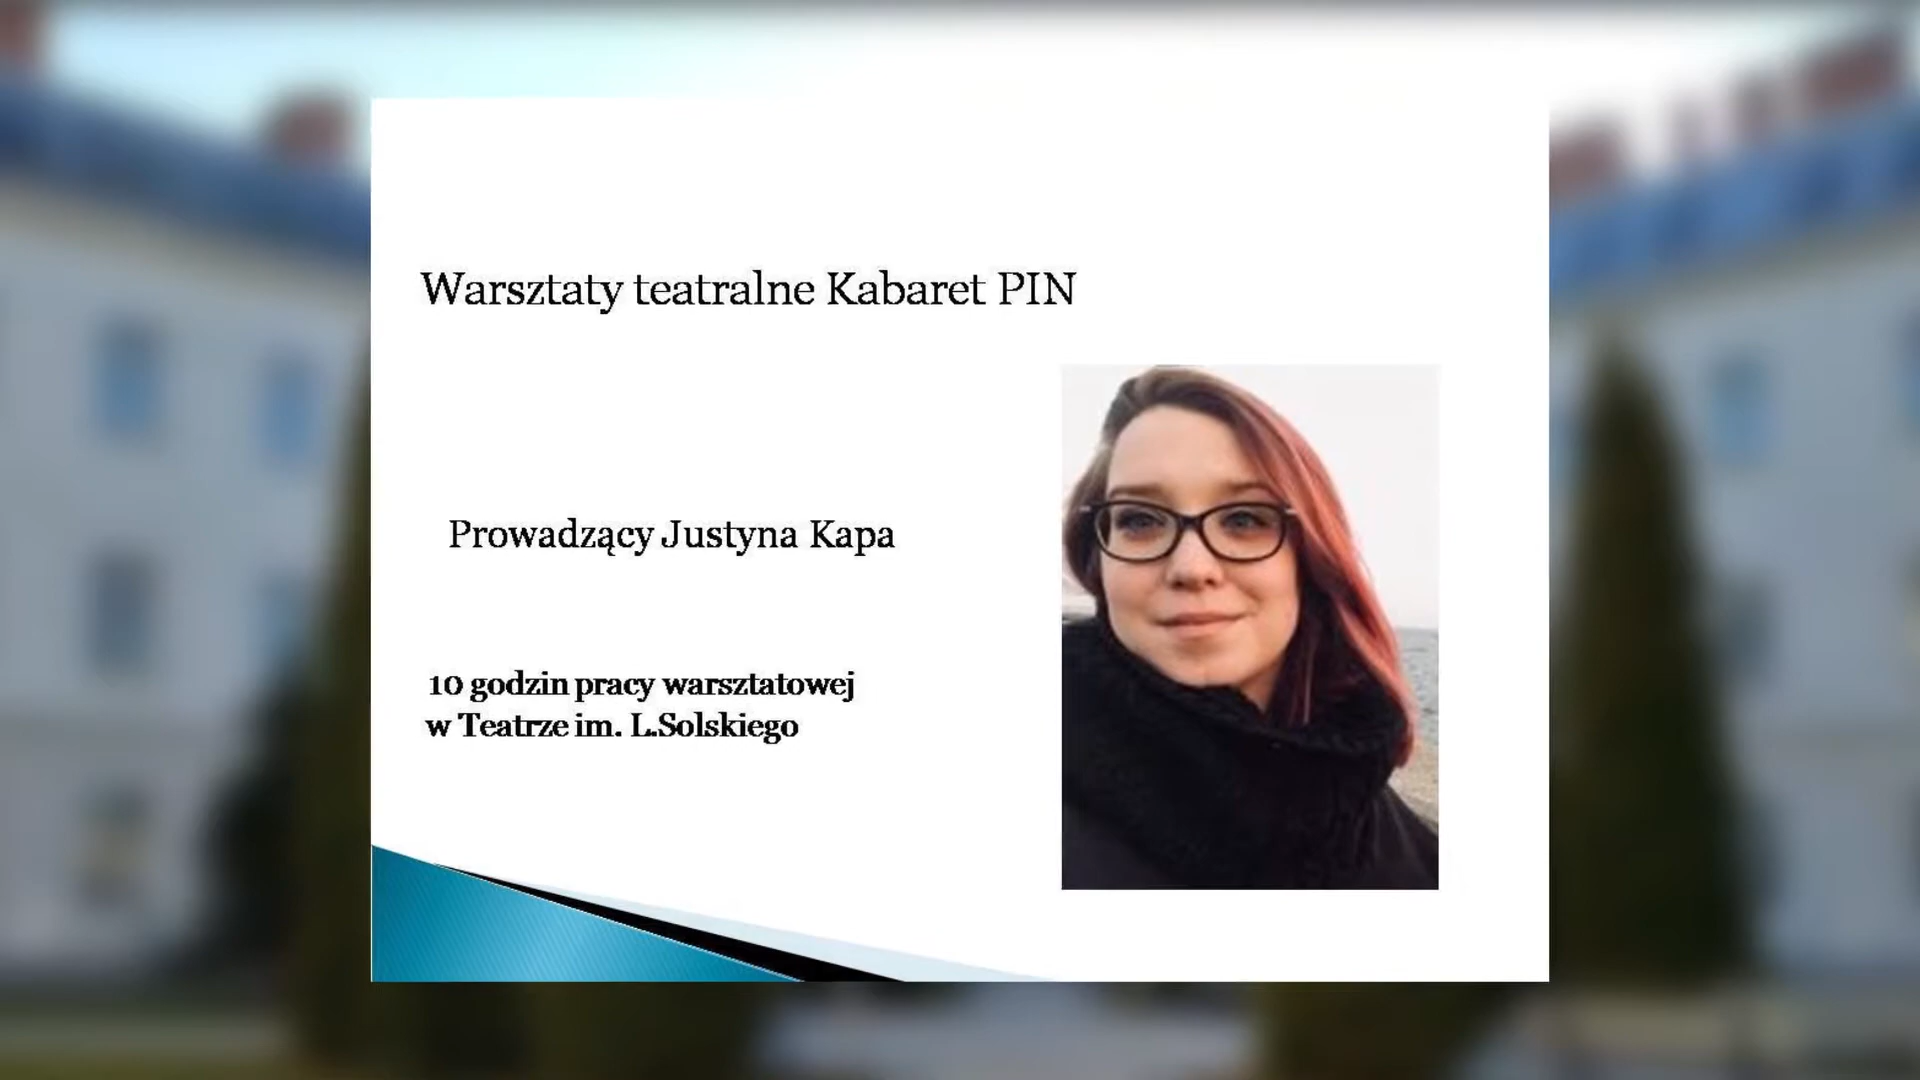 Warsztaty teatralne Kabaret PIN
Prowadzący Justyna Kapa
10 godzin pracy warsztatowej
w Teatrze im. L.Solskiego